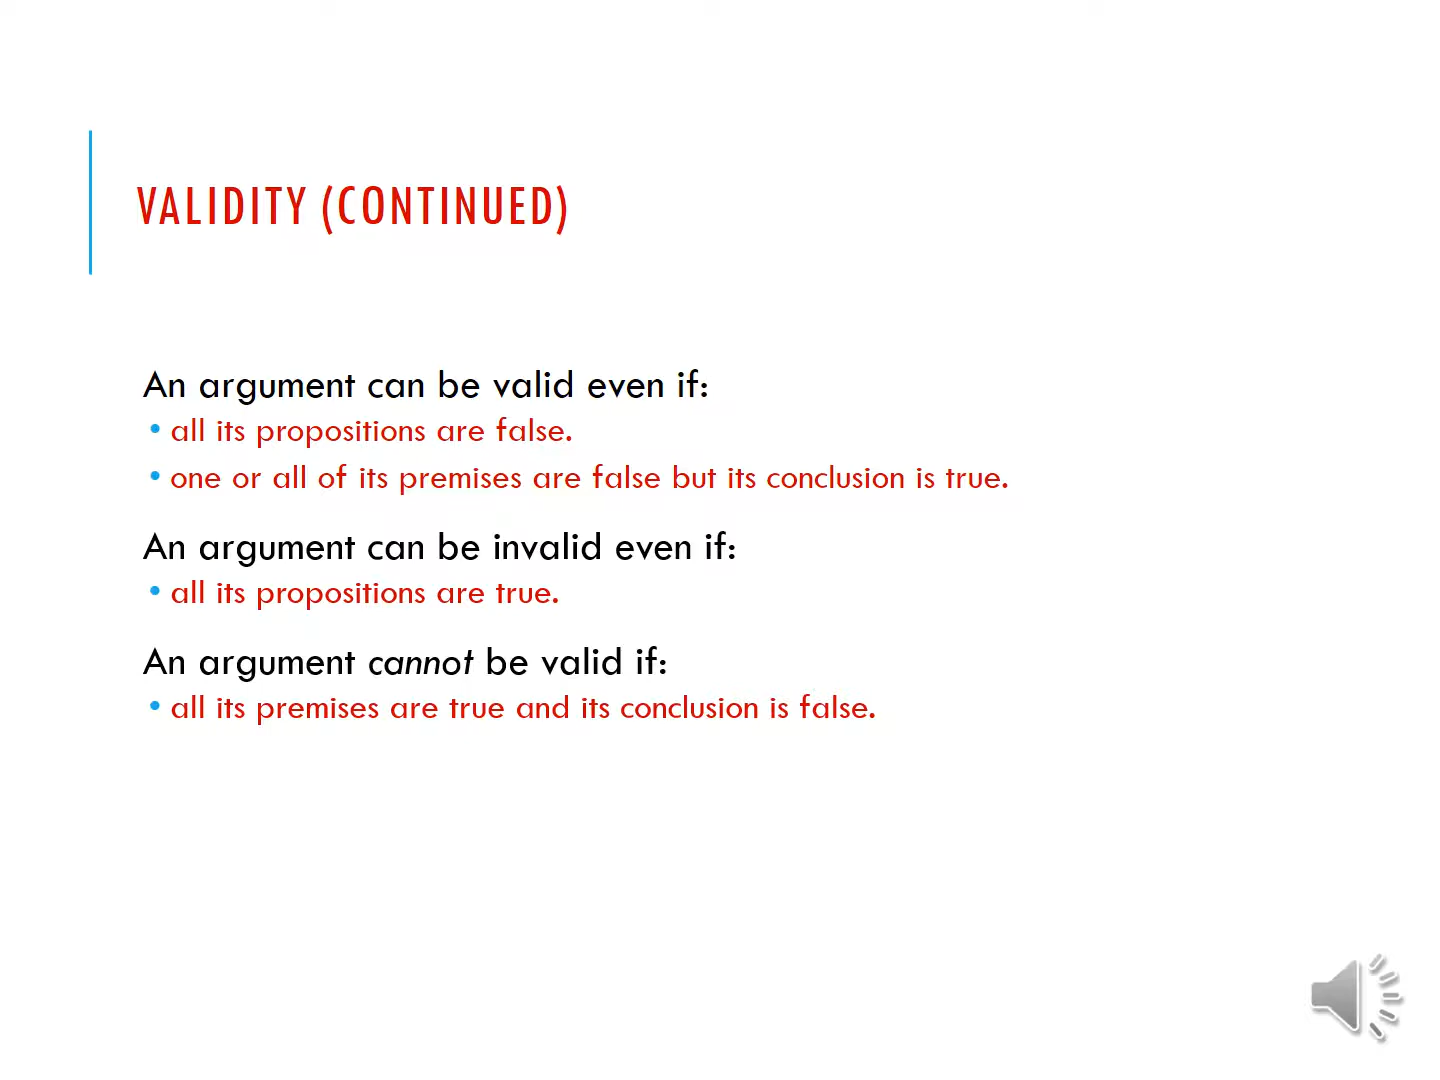 VALIDITY (CONTINUED)
An argument can be valid even if:
• all its propositions are false.
• one or all of its premises are false but its conclusion is true.
An argument can be invalid even if:
• all its propositions are true.
An argument cannot be valid if:
• all its premises are true and its conclusion is false.